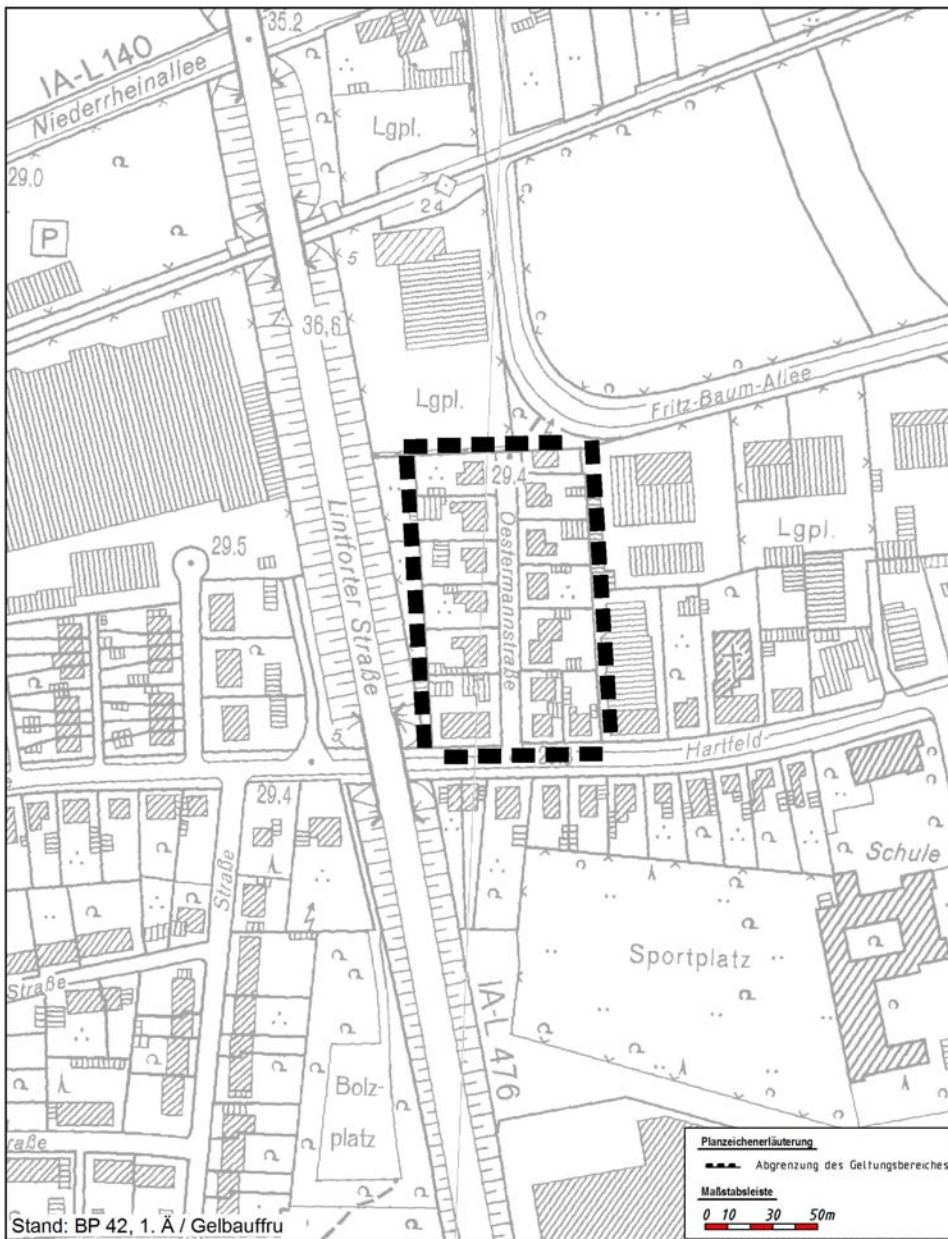 35.2
IA-L140
Niederrheinallee
Lgpl.
29.0
24
P
5
36,6
Lgpl.
Fritz-Baum-Allee
29.4
Lintforter Straße
Oestermannstraße
Lgpl.
29.5
5
Hartfeld
29.4
Straße
Schule
Sportplatz
Straße
IA-L 476
Bolz-
platz
raße
Planzeichenerläuterung
Abgrenzung des Geltungsbereiches
Maßstabsleiste
0 10 30 50m
Stand: BP 42, 1. Ä / Gelbauffru